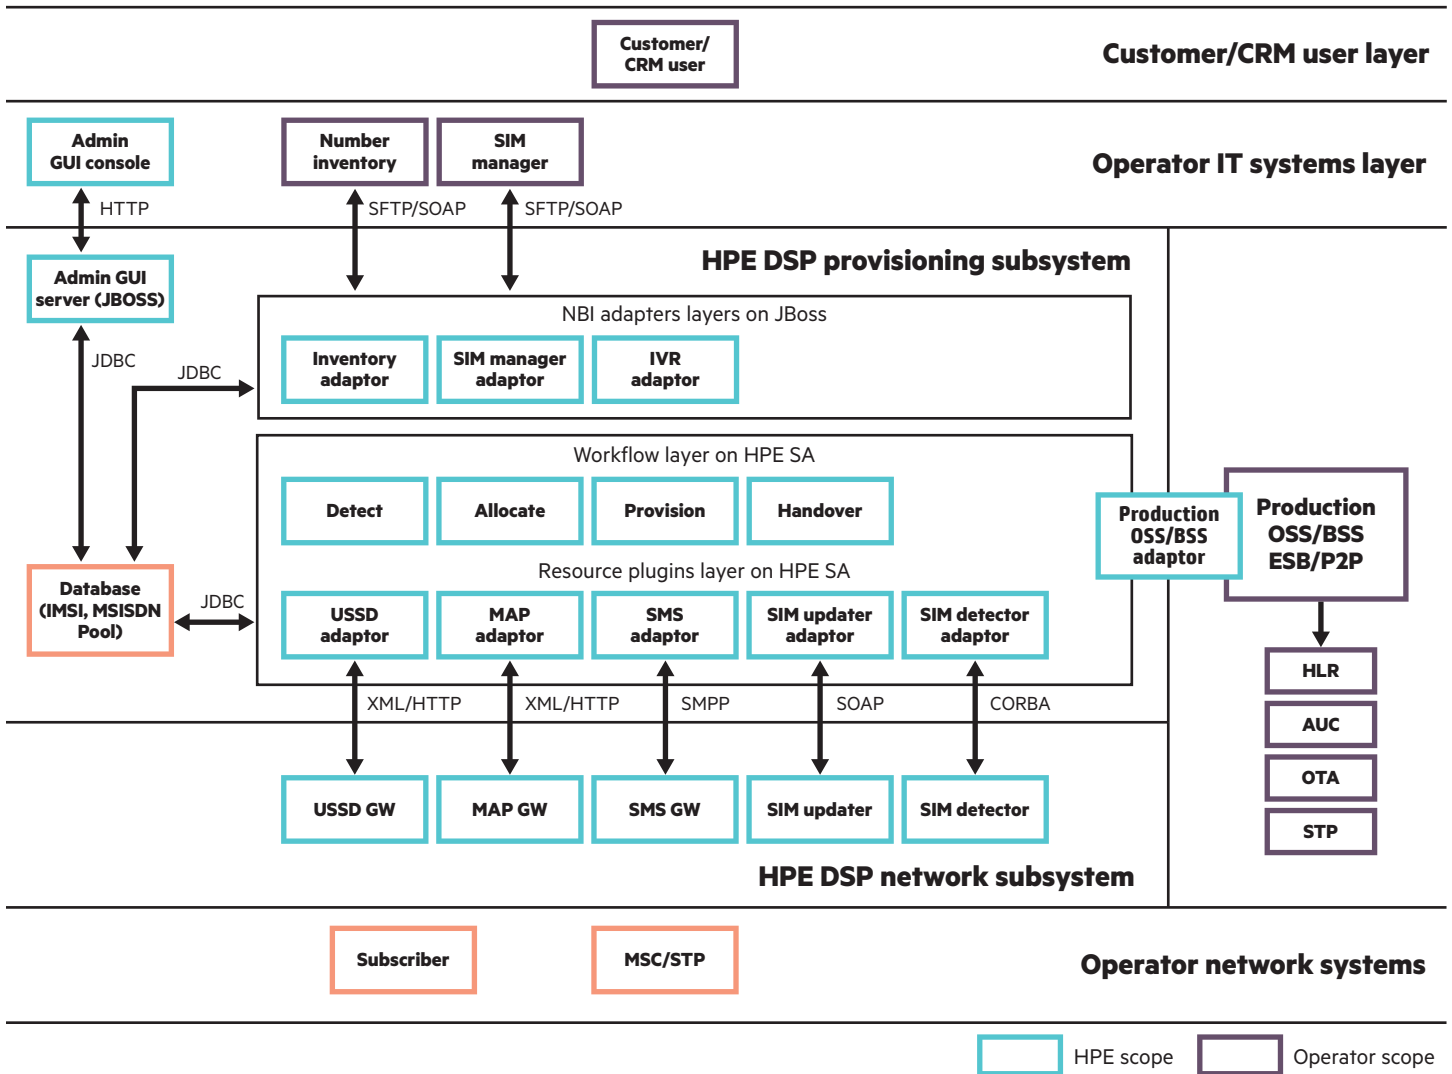 Customer/
CRM user
Customer/CRM user layer
Admin
GUI console
Number
inventory
SIM
manager
Operator IT systems layer
HTTP
SFTP/SOAP
SFTP/SOAP
HPE DSP provisioning subsystem
Admin GUI
server (JBOSS)
NBI adapters layers on JBoss
JDBC
JDBC
Inventory
adaptor
SIM manager
adaptor
IVR
adaptor
Workflow layer on HPE SA
Detect
Allocate
Provision
Handover
Production
OSS/BSS
adaptor
Production
OSS/BSS
ESB/P2P
Resource plugins layer on HPE SA
Database
(IMSI, MSISDN
Pool)
JDBC
USSD
adaptor
MAP
adaptor
SMS
adaptor
SIM updater
adaptor
SIM detector
adaptor
HLR
XML/HTTP
XML/HTTP
SMPP
SOAP
CORBA
AUC
OTA
USSD GW
MAP GW
SMS GW
SIM updater
SIM detector
STP
HPE DSP network subsystem
Subscriber
MSC/STP
Operator network systems
HPE scope
Operator scope